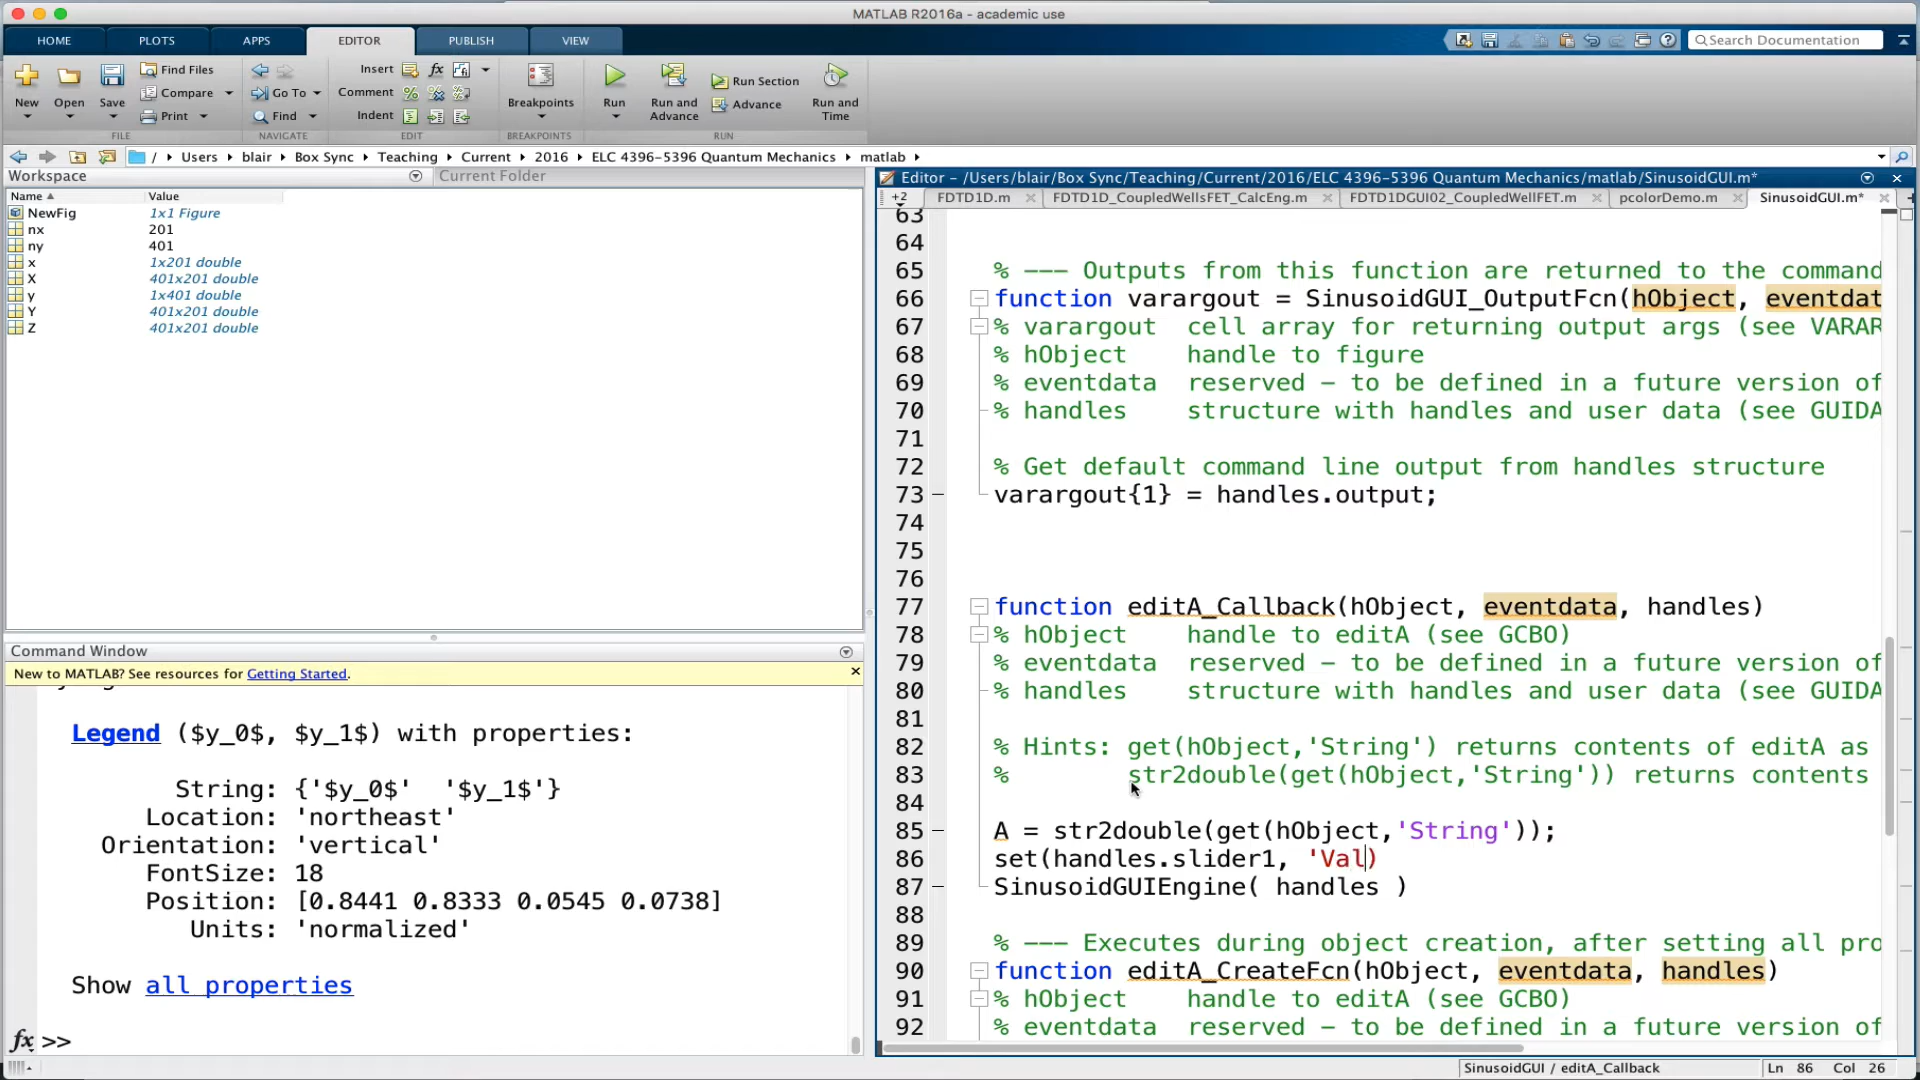 MATLAB R2016a - academic use
HOME PLOTS APPS EDITOR PUBLISH VIEW
Search Documentation
New Open Save
Find Files
Compare
Print
FILE
Go To
Find
NAVIGATE
Insert
Comment
Indent
EDIT
Breakpoints
BREAKPOINTS
Run
Run and Advance
Run Section
Advance
Run and Time
RUN
/ Users blair Box Sync Teaching Current 2016 ELC 4396-5396 Quantum Mechanics matlab
Workspace
Current Folder
Name Value
NewFig 1x1 Figure
nx 201
ny 401
x 1x201 double
X 401x201 double
y 1x401 double
Y 401x201 double
Z 401x201 double
Command Window
New to MATLAB? See resources for Getting Started.
Legend ($y_0$, $y_1$) with properties:
String: {'$y_0$' '$y_1$'}
Location: 'northeast'
Orientation: 'vertical'
FontSize: 18
Position: [0.8441 0.8333 0.0545 0.0738]
Units: 'normalized'
Show all properties
fx >>
Editor - /Users/blair/Box Sync/Teaching/Current/2016/ELC 4396-5396 Quantum Mechanics/matlab/SinusoidGUI.m*
+2 FDTD1D.m FDTD1D_CoupledWellsFET_CalcEng.m FDTD1DGUI02_CoupledWellFET.m pcolorDemo.m SinusoidGUI.m*
63
64
65 % --- Outputs from this function are returned to the command
66 function varargout = SinusoidGUI_OutputFcn(hObject, eventdat
67 % varargout cell array for returning output args (see VARAR
68 % hObject handle to figure
69 % eventdata reserved - to be defined in a future version of
70 % handles structure with handles and user data (see GUIDA
71
72 % Get default command line output from handles structure
73 varargout{1} = handles.output;
74
75
76
77 function editA_Callback(hObject, eventdata, handles)
78 % hObject handle to editA (see GCBO)
79 % eventdata reserved - to be defined in a future version of
80 % handles structure with handles and user data (see GUIDA
81
82 % Hints: get(hObject,'String') returns contents of editA as
83 % str2double(get(hObject,'String')) returns contents
84
85 A = str2double(get(hObject,'String'));
86 set(handles.slider1, 'Val)
87 SinusoidGUIEngine( handles )
88
89 % --- Executes during object creation, after setting all pro
90 function editA_CreateFcn(hObject, eventdata, handles)
91 % hObject handle to editA (see GCBO)
92 % eventdata reserved - to be defined in a future version of
SinusoidGUI / editA_Callback Ln 86 Col 26